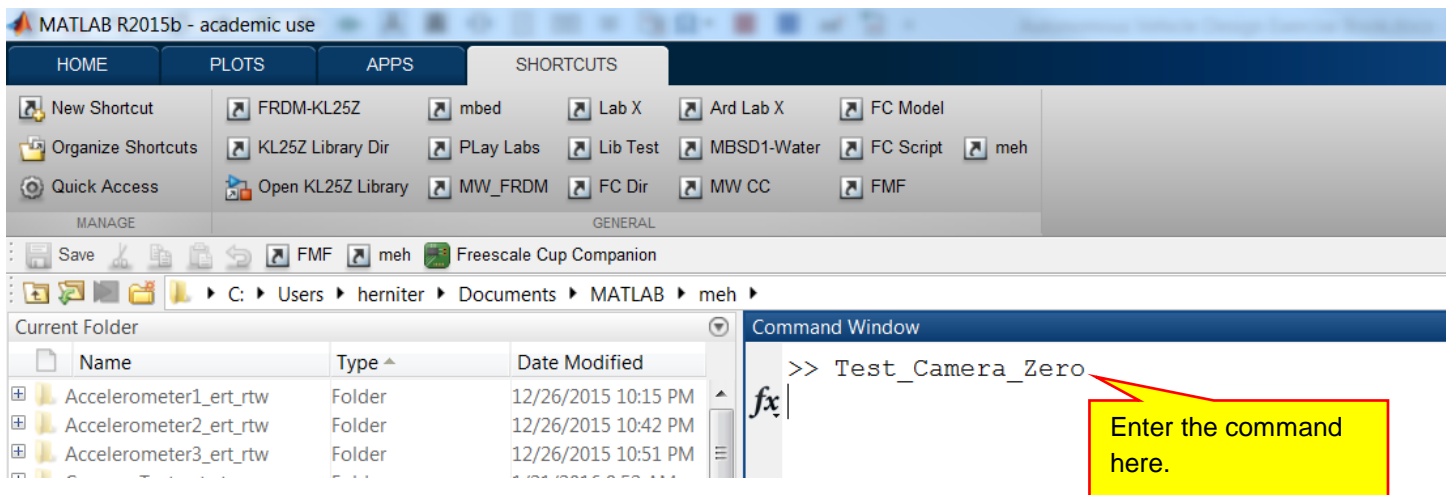 MATLAB R2015b - academic use
HOME PLOTS APPS SHORTCUTS
New Shortcut FRDM-KL25Z mbed Lab X Ard Lab X FC Model
Organize Shortcuts KL25Z Library Dir PLay Labs Lib Test MBSD1-Water FC Script meh
Quick Access Open KL25Z Library MW_FRDM FC Dir MW CC FMF
MANAGE GENERAL
Save FMF meh Freescale Cup Companion
C: Users herniter Documents MATLAB meh
Current Folder Command Window
Name Type Date Modified
>> Test_Camera_Zero
Accelerometer1_ert_rtw Folder 12/26/2015 10:15 PM
fx
Accelerometer2_ert_rtw Folder 12/26/2015 10:42 PM
Accelerometer3_ert_rtw Folder 12/26/2015 10:51 PM
Enter the command
here.